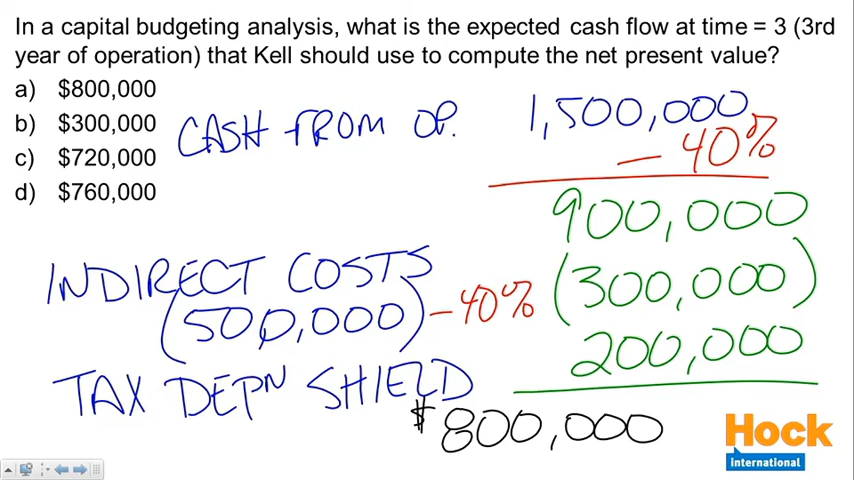 In a capital budgeting analysis, what is the expected cash flow at time = 3 (3rd
year of operation) that Kell should use to compute the net present value?
a) $800,000
b) $300,000
c) $720,000
d) $760,000
CASH FROM OP.
1,500,000
- 40%
900,000
INDIRECT COSTS
(500,000) - 40%
(300,000)
200,000
TAX DEPN SHIELD
$800,000
Hock
international